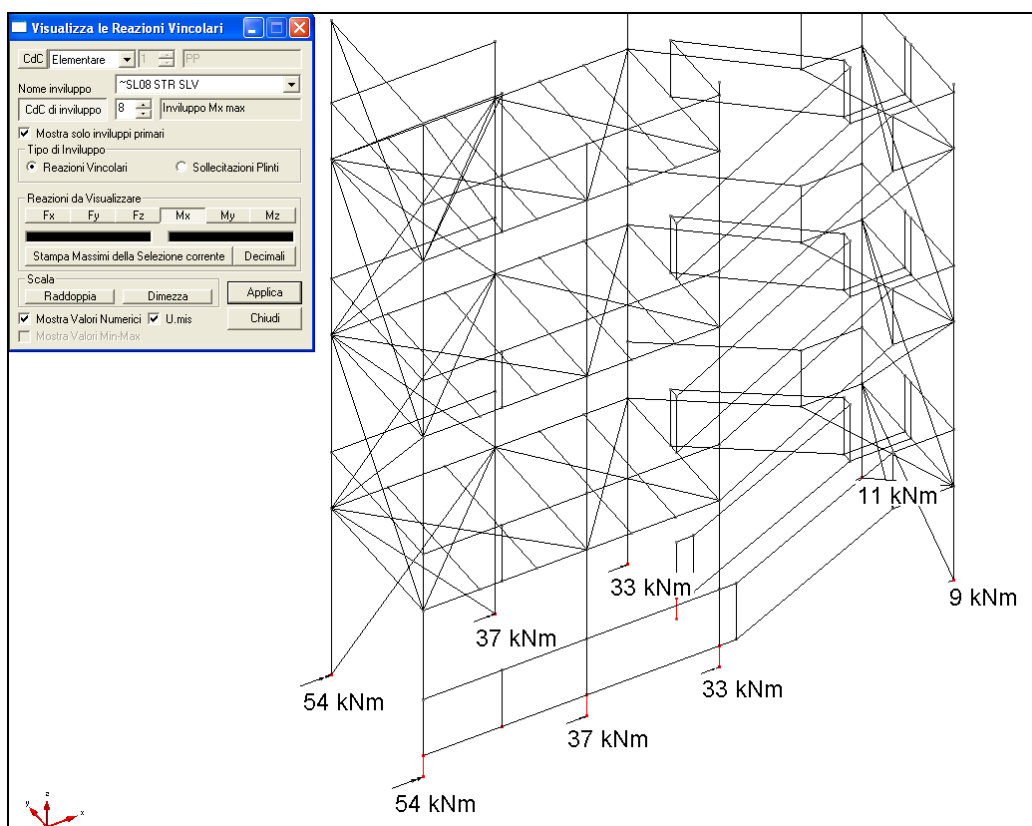 Visualizza le Reazioni Vincolari
CdC Elementare 1 PP
Nome inviluppo ~SL08 STR SLV
CdC di inviluppo 8 Inviluppo Mx max
Mostra solo inviluppi primari
Tipo di Inviluppo
Reazioni Vincolari Sollecitazioni Plinti
Reazioni da Visualizzare
Fx Fy Fz Mx My Mz
Stampa Massimi della Selezione corrente Decimali
Scala
Raddoppia Dimezza Applica
Mostra Valori Numerici U.mis Chiudi
Mostra Valori Min-Max
11 kNm
33 kNm
9 kNm
37 kNm
33 kNm
54 kNm
37 kNm
54 kNm
z
y
x